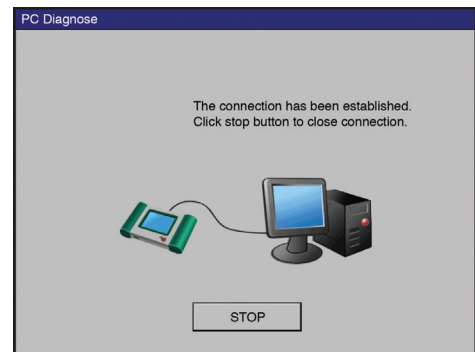 PC Diagnose
The connection has been established.
Click stop button to close connection.
STOP